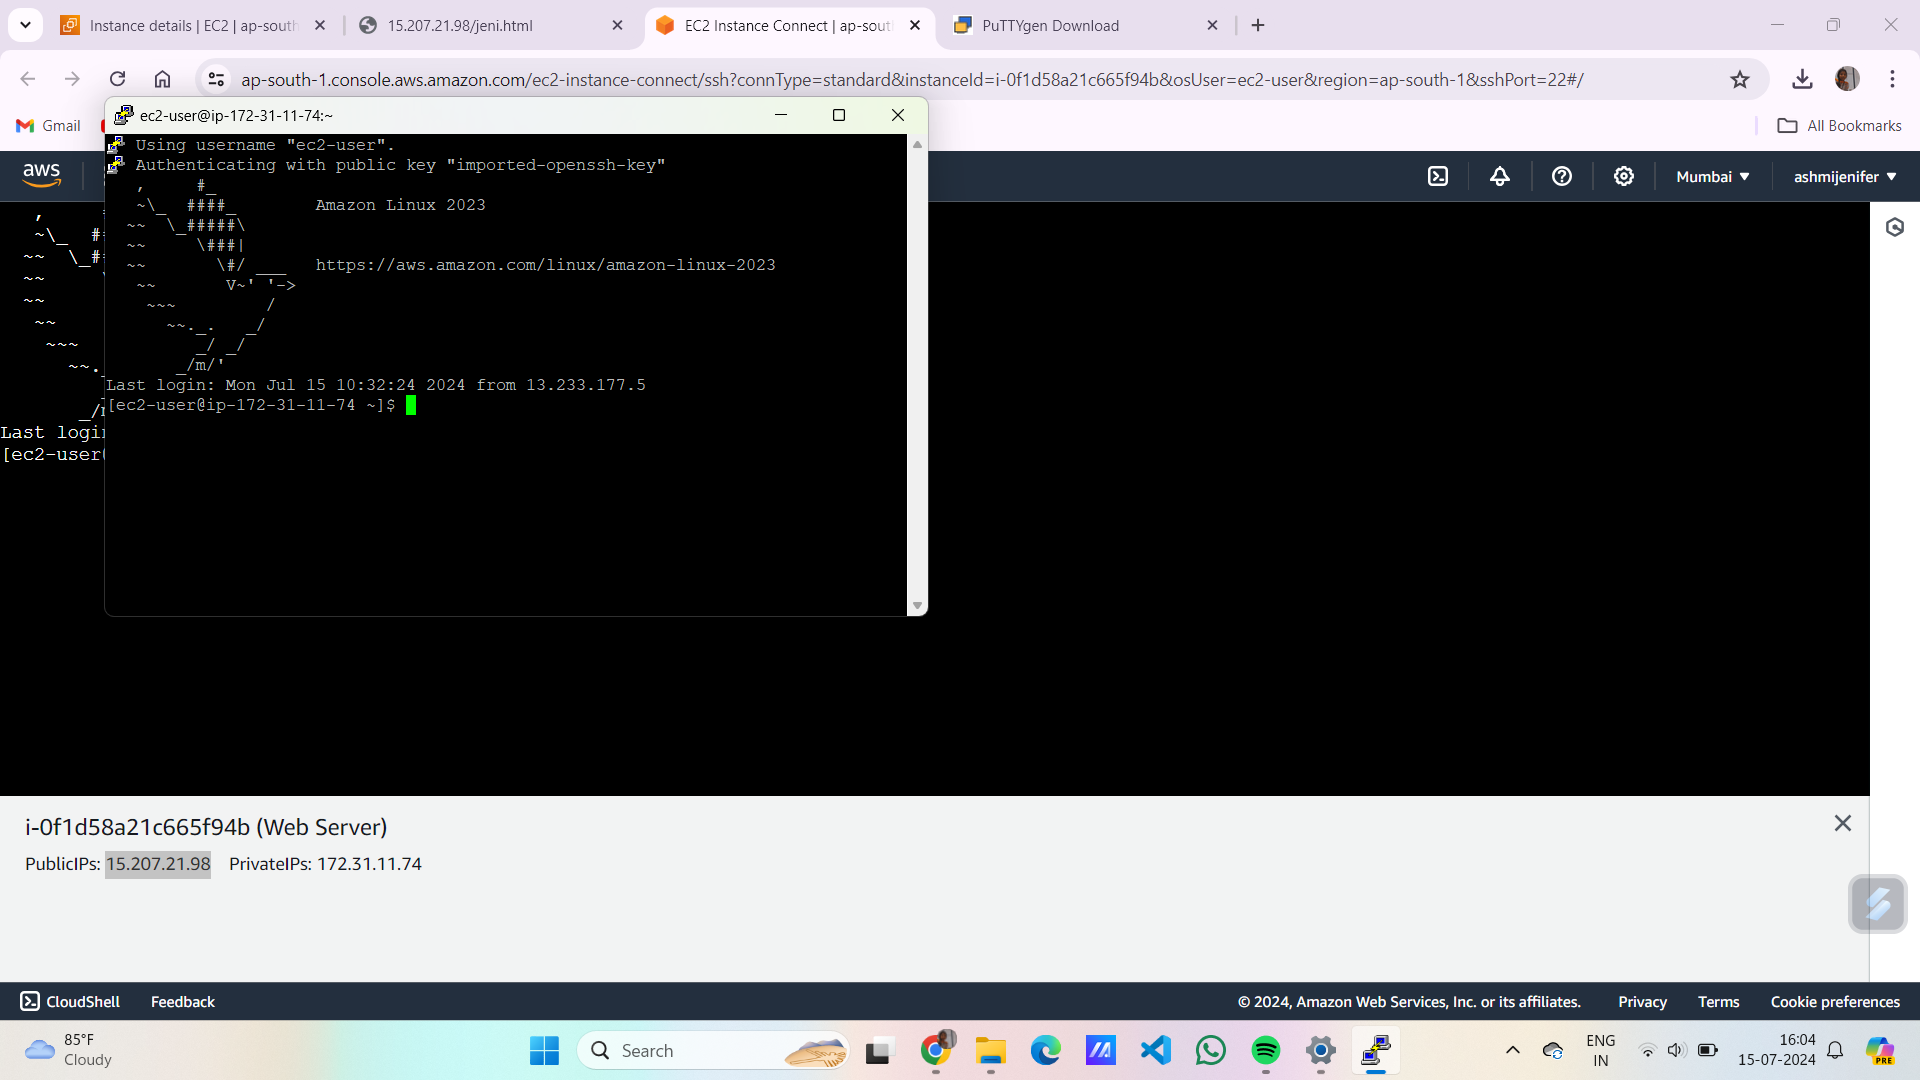 Instance details | EC2 | ap-south
15.207.21.98/jeni.html
EC2 Instance Connect | ap-sout
PuTTYgen Download
ap-south-1.console.aws.amazon.com/ec2-instance-connect/ssh?connType=standard&instanceId=i-0f1d58a21c665f94b&osUser=ec2-user&region=ap-south-1&sshPort=22#/
Gmail
All Bookmarks
ec2-user@ip-172-31-11-74:~
aws
Mumbai ▼
ashmijenifer ▼
Using username "ec2-user".
Authenticating with public key "imported-openssh-key"
   ,     #_
   ~\_  ####_        Amazon Linux 2023
  ~~  \_#####\
  ~~     \###|
  ~~       \#/ ___   https://aws.amazon.com/linux/amazon-linux-2023
   ~~       V~' '->
    ~~~         /
      ~~._.   _/
         _/ _/
       _/m/'
Last login: Mon Jul 15 10:32:24 2024 from 13.233.177.5
[ec2-user@ip-172-31-11-74 ~]$
   ,     #
   ~\_  ##
  ~~  \_#
  ~~     \
  ~~
   ~~
    ~~~
      ~~._
       _/m
Last login
[ec2-user@
i-0f1d58a21c665f94b (Web Server)
PublicIPs: 15.207.21.98 PrivateIPs: 172.31.11.74
CloudShell
Feedback
© 2024, Amazon Web Services, Inc. or its affiliates.
Privacy
Terms
Cookie preferences
85°F
Cloudy
Search
ENG
IN
16:04
15-07-2024
PRE